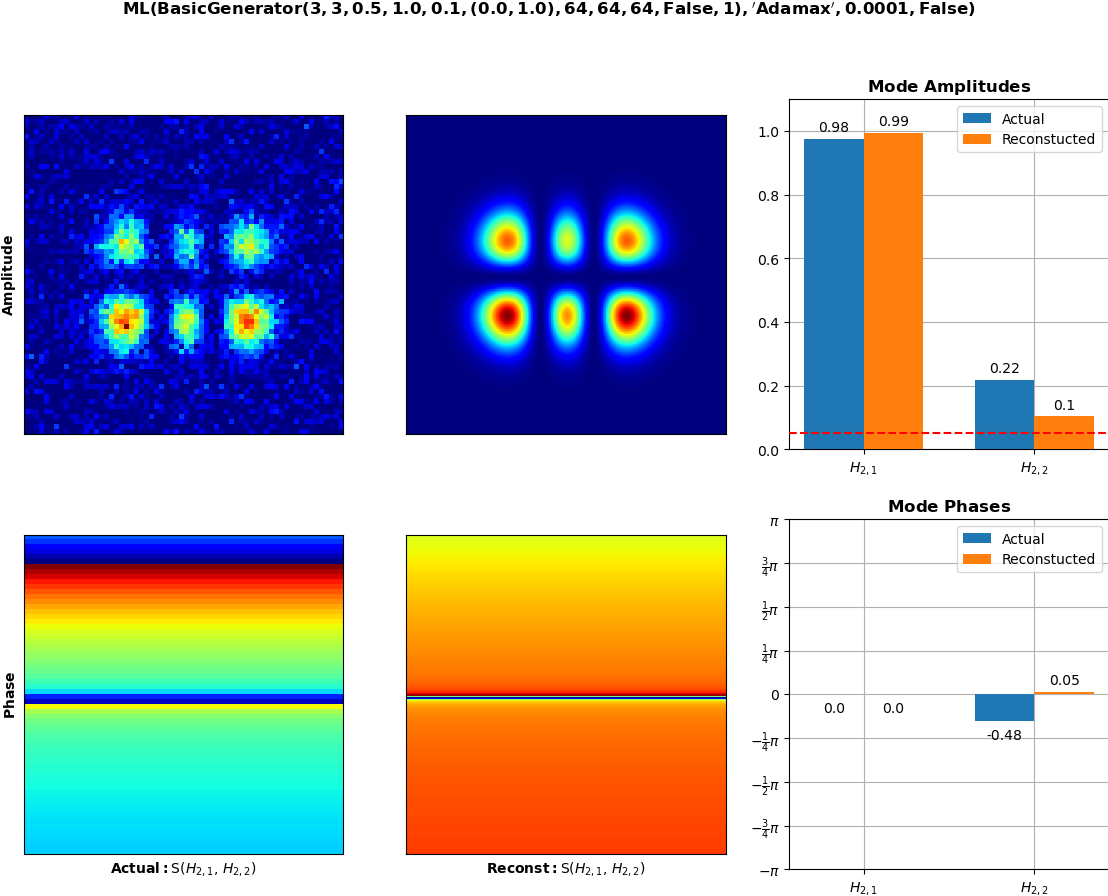 ML(BasicGenerator(3, 3, 0.5, 1.0, 0.1, (0.0, 1.0), 64, 64, 64, False, 1), ′Adamax′, 0.0001, False)
Amplitude
Mode Amplitudes
Actual
Reconstucted
0.98
0.99
0.22
0.1
1.0
0.8
0.6
0.4
0.2
0.0
H2,1
H2,2
Phase
Actual: S(H2,1, H2,2)
Reconst: S(H2,1, H2,2)
Mode Phases
Actual
Reconstucted
π
3/4π
1/2π
1/4π
0
−1/4π
−1/2π
−3/4π
−π
0.0
0.0
-0.48
0.05
H2,1
H2,2